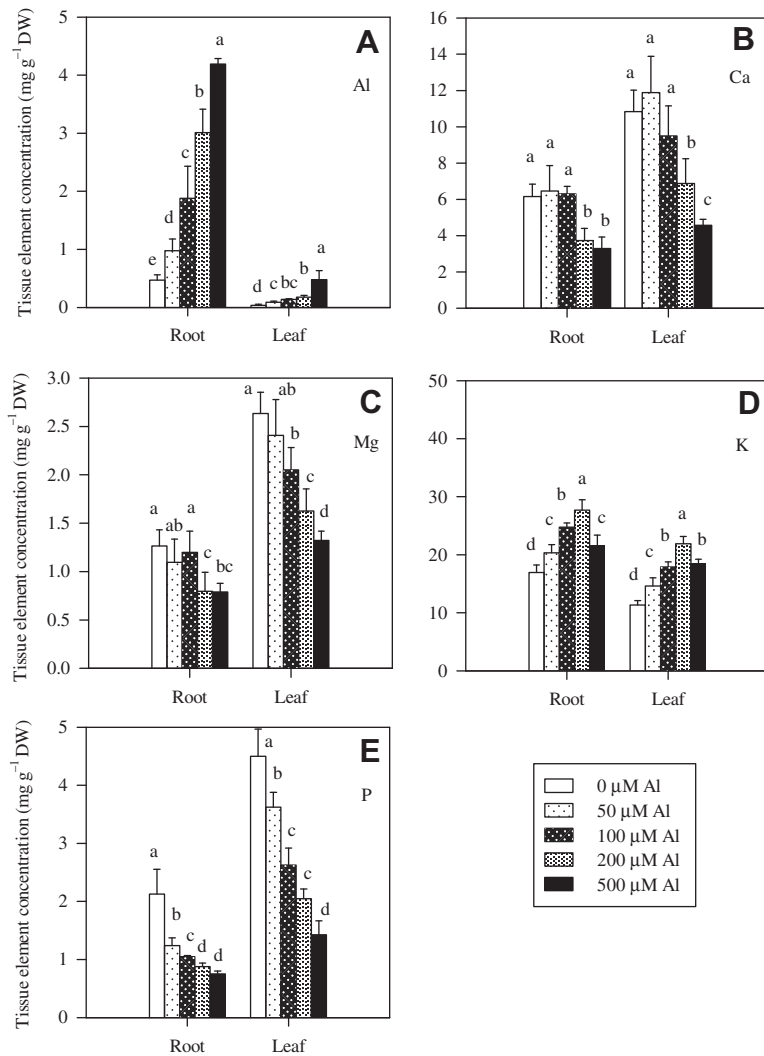 Tissue element concentration (mg g⁻¹ DW)
5
4
3
2
1
0
A
Al
e
d
c
b
a
d
c
bc
b
a
Root
Leaf
16
14
12
10
8
6
4
2
0
B
Ca
a
a
a
b
b
a
a
a
b
c
Root
Leaf
Tissue element concentration (mg g⁻¹ DW)
3.0
2.5
2.0
1.5
1.0
0.5
0.0
C
Mg
a
ab
a
c
bc
a
ab
b
c
d
Root
Leaf
50
40
30
20
10
0
D
K
d
c
b
a
c
d
c
b
a
b
Root
Leaf
Tissue element concentration (mg g⁻¹ DW)
5
4
3
2
1
0
E
P
a
b
c
d
d
a
b
c
c
d
Root
Leaf
0 µM Al
50 µM Al
100 µM Al
200 µM Al
500 µM Al